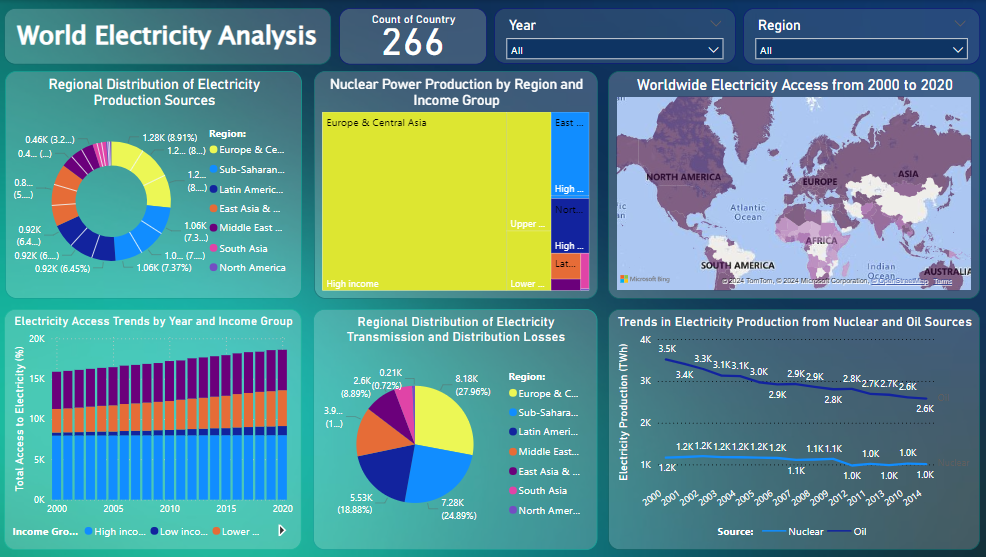 World Electricity Analysis
Count of Country
266
Year
All
Region
All
Regional Distribution of Electricity
Production Sources
0.46K (3.2...)
0.4... (...)
0.8...
(5....)
0.92K
(6.4...)
0.92K (6....)
0.92K (6.45%)
1.28K (8.91%)
1.2... (8...)
1.2...
(8....)
1.06K
(7.3...)
1.0... (7....)
1.06K (7.37%)
Region:
Europe & Ce...
Sub-Saharan...
Latin Americ...
East Asia & ...
Middle East ...
South Asia
North America
Nuclear Power Production by Region and
Income Group
Europe & Central Asia
High income
Upper ...
Lower ...
East ...
High ...
Nort...
High ...
Lat...
Worldwide Electricity Access from 2000 to 2020
NORTH AMERICA
EUROPE
ASIA
Atlantic
Ocean
AFRICA
SOUTH AMERICA
Indian
Ocean
AUSTRALIA
Microsoft Bing
© 2024 TomTom, © 2024 Microsoft Corporation, © OpenStreetMap Terms
Electricity Access Trends by Year and Income Group
Total Access to Electricity (%)
20K
15K
10K
5K
0K
2000
2005
2010
2015
2020
Income Gro...
High inco...
Low inco...
Lower ...
Regional Distribution of Electricity
Transmission and Distribution Losses
0.21K
(0.72%)
2.6K
(8.89%)
3.9...
(1...)
5.53K
(18.88%)
8.18K
(27.96%)
7.28K
(24.89%)
Region:
Europe & C...
Sub-Sahara...
Latin Ameri...
Middle East...
East Asia & ...
South Asia
North Amer...
Trends in Electricity Production from Nuclear and Oil Sources
Electricity Production (TWh)
4K
3K
2K
1K
3.5K
3.4K
3.3K
3.1K
3.1K
3.0K
2.9K
2.9K
2.9K
2.8K
2.8K
2.7K
2.7K
2.6K
2.6K
1.2K
1.2K
1.2K
1.2K
1.2K
1.2K
1.2K
1.1K
1.1K
1.1K
1.0K
1.0K
1.0K
1.0K
1.0K
2000
2001
2002
2003
2004
2005
2006
2007
2008
2009
2012
2011
2013
2010
2014
Source:
Nuclear
Oil